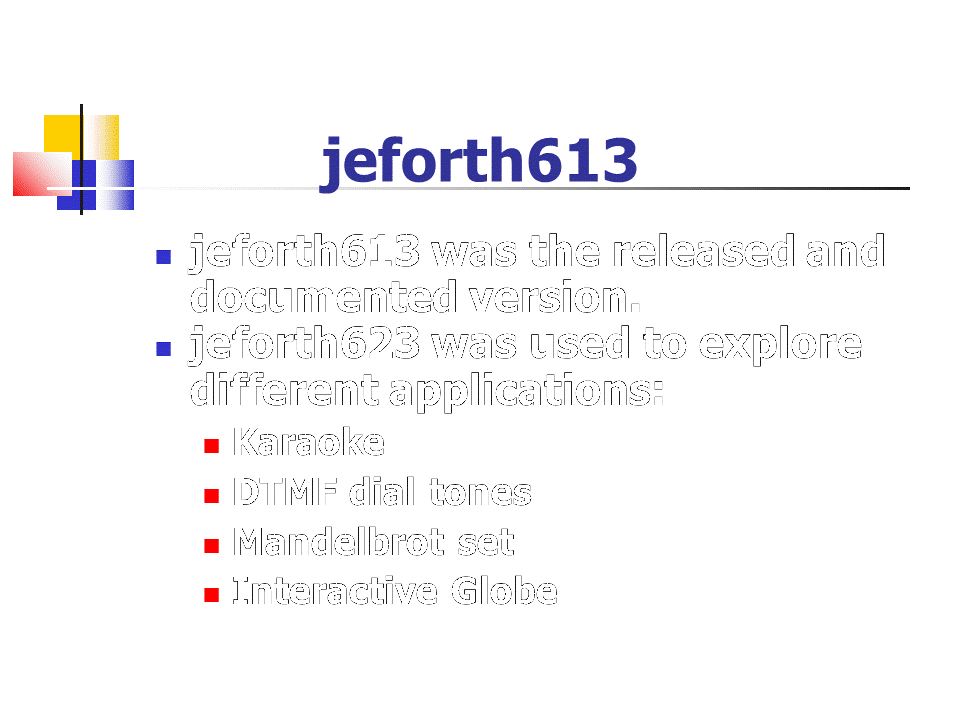 jeforth613
jeforth613 was the released and
documented version.
jeforth623 was used to explore
different applications:
Karaoke
DTMF dial tones
Mandelbrot set
Interactive Globe